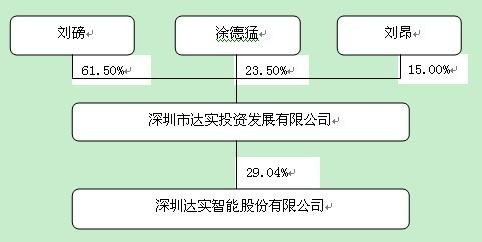 刘磅
涂德猛
刘昂
61.50%
23.50%
15.00%
深圳市达实投资发展有限公司
29.04%
深圳达实智能股份有限公司